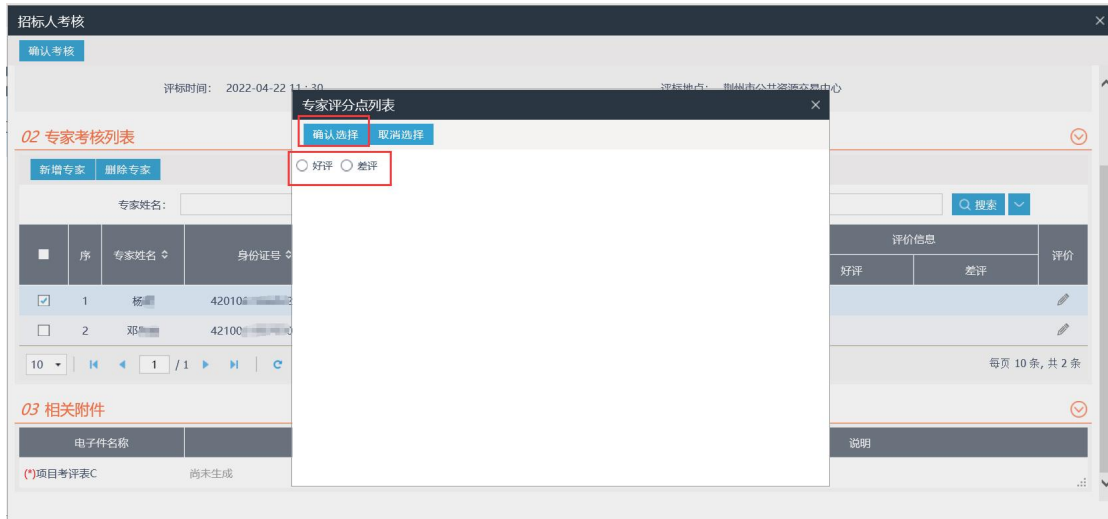 招标人考核
确认考核
评标时间： 2022-04-22 11:30
评标地点： 荆州市公共资源交易中心
专家评分点列表
确认选择 取消选择
好评 差评
02 专家考核列表
新增专家 删除专家
专家姓名：
搜索
序 专家姓名 身份证号 评价信息 评价
好评 差评
1 杨 420106
2 邓 42100
10 1 / 1 每页 10 条, 共 2 条
03 相关附件
电子件名称 说明
(*)项目考评表C 尚未生成